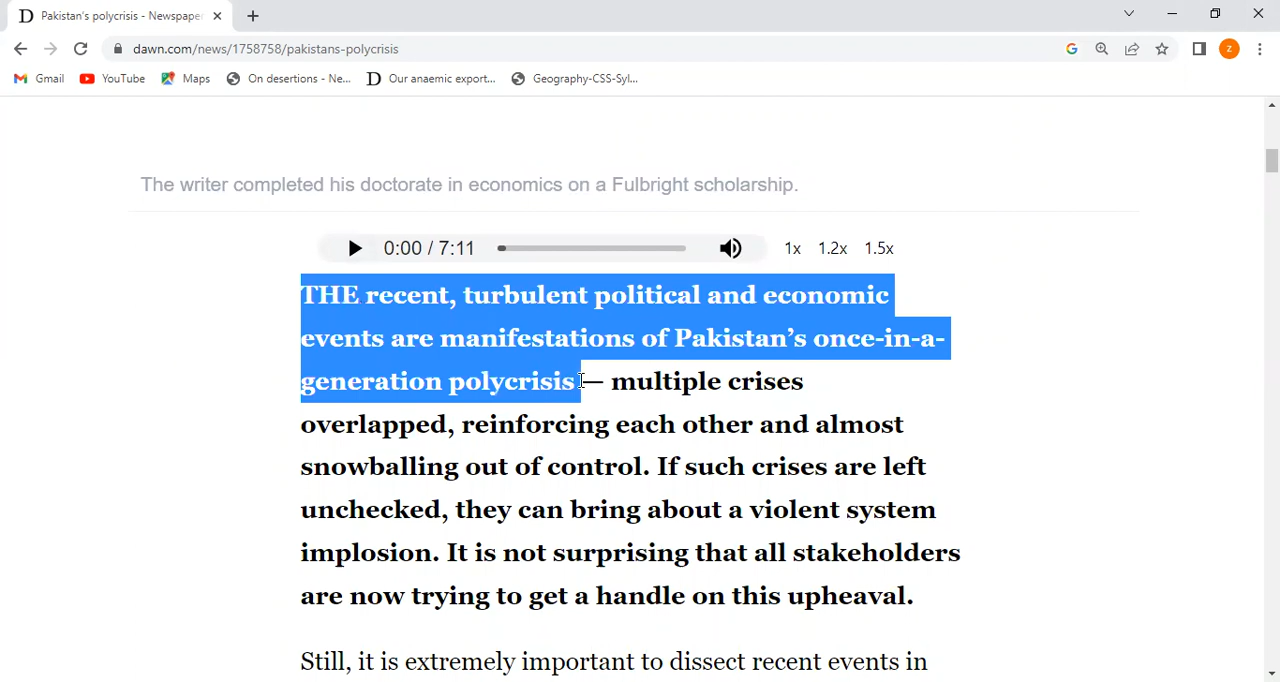 D Pakistan's polycrisis - Newspaper
dawn.com/news/1758758/pakistans-polycrisis
Z
Gmail YouTube Maps On desertions - Ne... D Our anaemic export... Geography-CSS-Syl...
The writer completed his doctorate in economics on a Fulbright scholarship.
0:00 / 7:11 1x 1.2x 1.5x
THE recent, turbulent political and economic
events are manifestations of Pakistan’s once-in-a-
generation polycrisis — multiple crises
overlapped, reinforcing each other and almost
snowballing out of control. If such crises are left
unchecked, they can bring about a violent system
implosion. It is not surprising that all stakeholders
are now trying to get a handle on this upheaval.
Still, it is extremely important to dissect recent events in